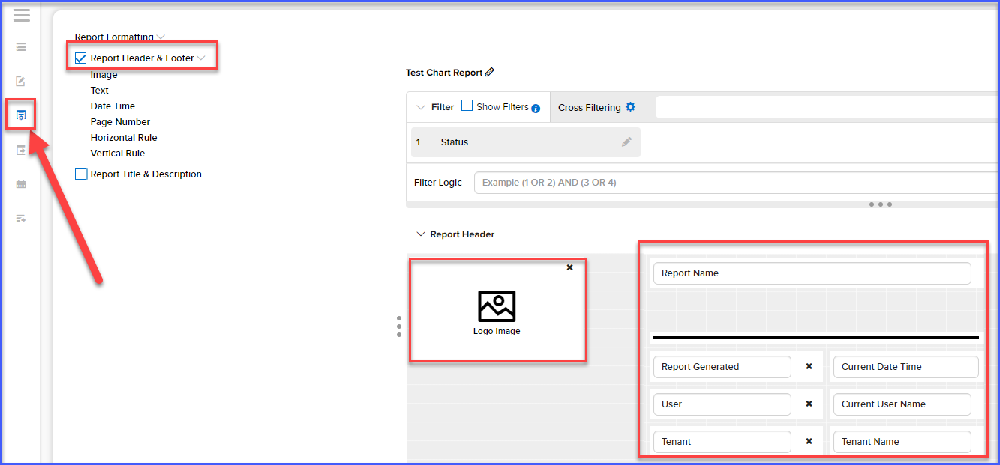 Report Formatting
Report Header & Footer
Image
Text
Date Time
Page Number
Horizontal Rule
Vertical Rule
Report Title & Description
Test Chart Report
Filter Show Filters i Cross Filtering
1 Status
Filter Logic Example (1 OR 2) AND (3 OR 4)
Report Header
Logo Image
Report Name
Report Generated Current Date Time
User Current User Name
Tenant Tenant Name